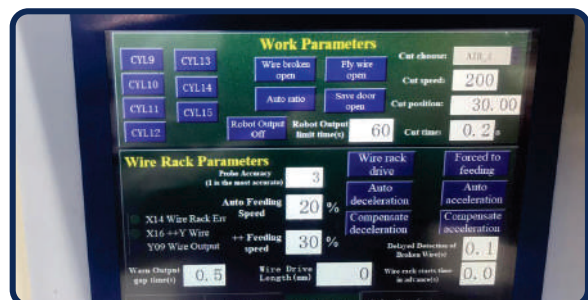 Work Parameters
CYL9 CYL13 Wire broken open Fly wire open Cut choose: AIR_1
CYL10 CYL14 Cut speed: 200
CYL11 CYL15 Auto ratio Save door open Cut position: 30.00
CYL12 Robot Output Off Robot Output limit time(s) 60 Cut time: 0.2 s
Wire Rack Parameters Wire rack drive Forced to feeding
Probe Accuracy (1 is the most accurate) 3
Auto Feeding Speed 20 % Auto deceleration Auto acceleration
X14 Wire Rack Err
X16 ++Y Wire ++ Feeding speed 30 % Compensate deceleration Compensate acceleration
Y09 Wire Output Delayed Detection of Broken Wire(s) 0.1
Warn Output gap time(s) 0.5 Wire Drive Length(mm) 0 Wire rack starts time in advance(s) 0.0